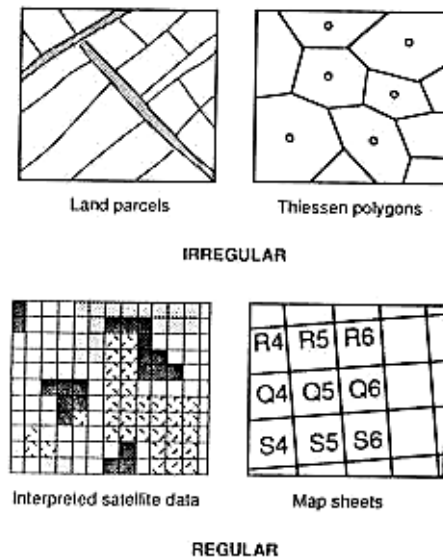 Land parcels
Thiessen polygons
IRREGULAR
R4 R5 R6
Q4 Q5 Q6
S4 S5 S6
Interpreted satellite data
Map sheets
REGULAR